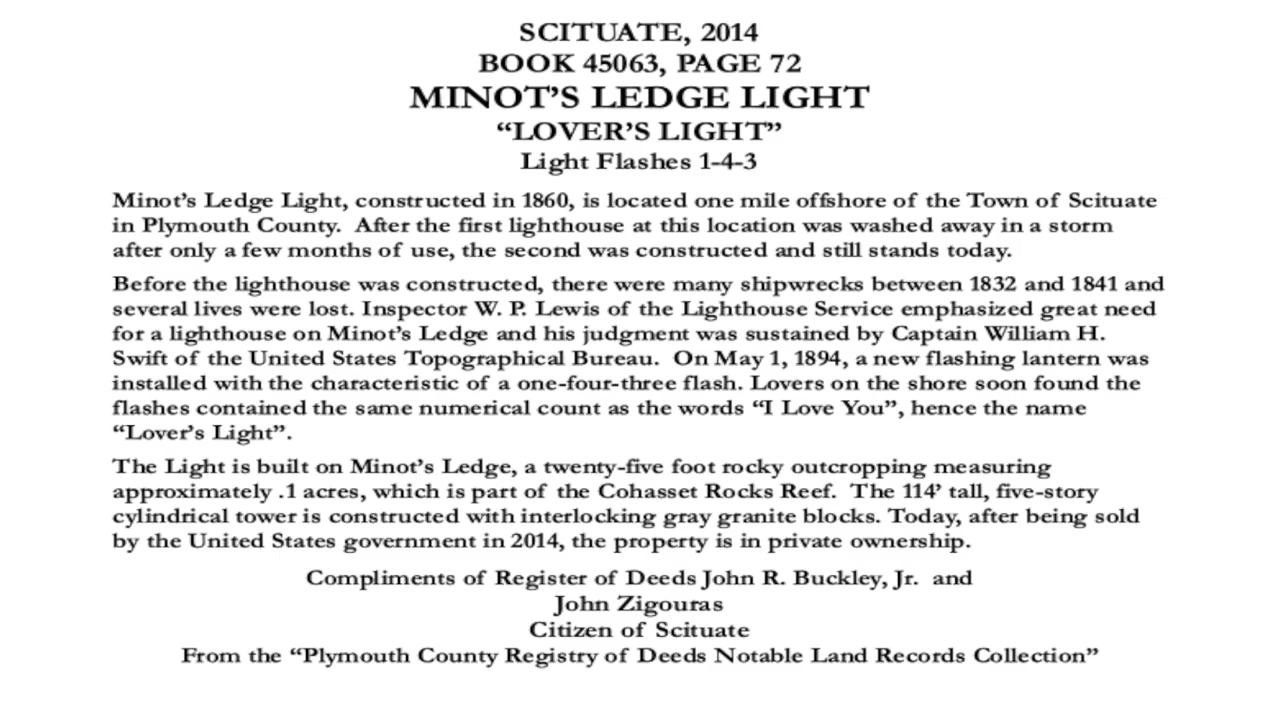 SCITUATE, 2014
BOOK 45063, PAGE 72
MINOT’S LEDGE LIGHT
“LOVER’S LIGHT”
Light Flashes 1-4-3
Minot’s Ledge Light, constructed in 1860, is located one mile offshore of the Town of Scituate
in Plymouth County. After the first lighthouse at this location was washed away in a storm
after only a few months of use, the second was constructed and still stands today.
Before the lighthouse was constructed, there were many shipwrecks between 1832 and 1841 and
several lives were lost. Inspector W. P. Lewis of the Lighthouse Service emphasized great need
for a lighthouse on Minot’s Ledge and his judgment was sustained by Captain William H.
Swift of the United States Topographical Bureau. On May 1, 1894, a new flashing lantern was
installed with the characteristic of a one-four-three flash. Lovers on the shore soon found the
flashes contained the same numerical count as the words “I Love You”, hence the name
“Lover’s Light”.
The Light is built on Minot’s Ledge, a twenty-five foot rocky outcropping measuring
approximately .1 acres, which is part of the Cohasset Rocks Reef. The 114’ tall, five-story
cylindrical tower is constructed with interlocking gray granite blocks. Today, after being sold
by the United States government in 2014, the property is in private ownership.
Compliments of Register of Deeds John R. Buckley, Jr. and
John Zigouras
Citizen of Scituate
From the “Plymouth County Registry of Deeds Notable Land Records Collection”